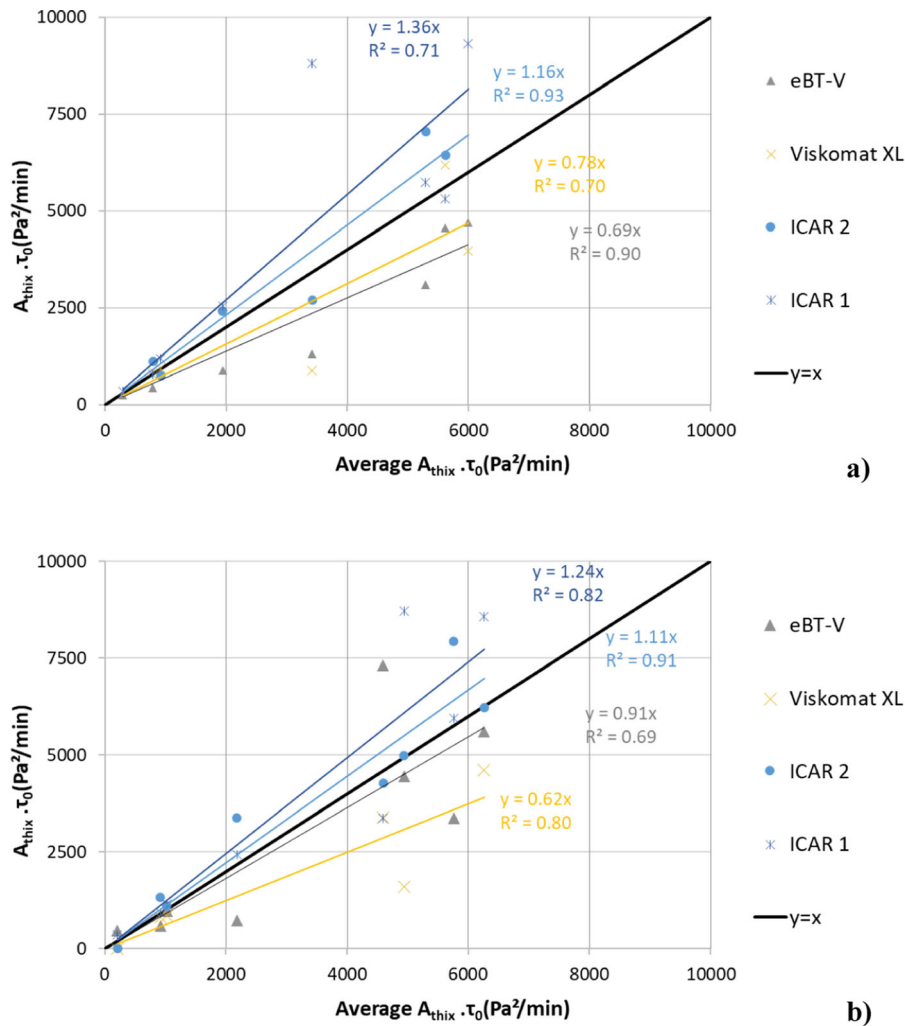 10000
7500
5000
2500
0
A_thix .τ_0(Pa²/min)
y = 1.36x
R² = 0.71
y = 1.16x
R² = 0.93
y = 0.78x
R² = 0.70
y = 0.69x
R² = 0.90
0 2000 4000 6000 8000 10000
Average A_thix .τ_0(Pa²/min)
eBT-V
Viskomat XL
ICAR 2
ICAR 1
y=x
a)
10000
7500
5000
2500
0
A_thix .τ_0(Pa²/min)
y = 1.24x
R² = 0.82
y = 1.11x
R² = 0.91
y = 0.91x
R² = 0.69
y = 0.62x
R² = 0.80
0 2000 4000 6000 8000 10000
Average A_thix .τ_0(Pa²/min)
eBT-V
Viskomat XL
ICAR 2
ICAR 1
y=x
b)